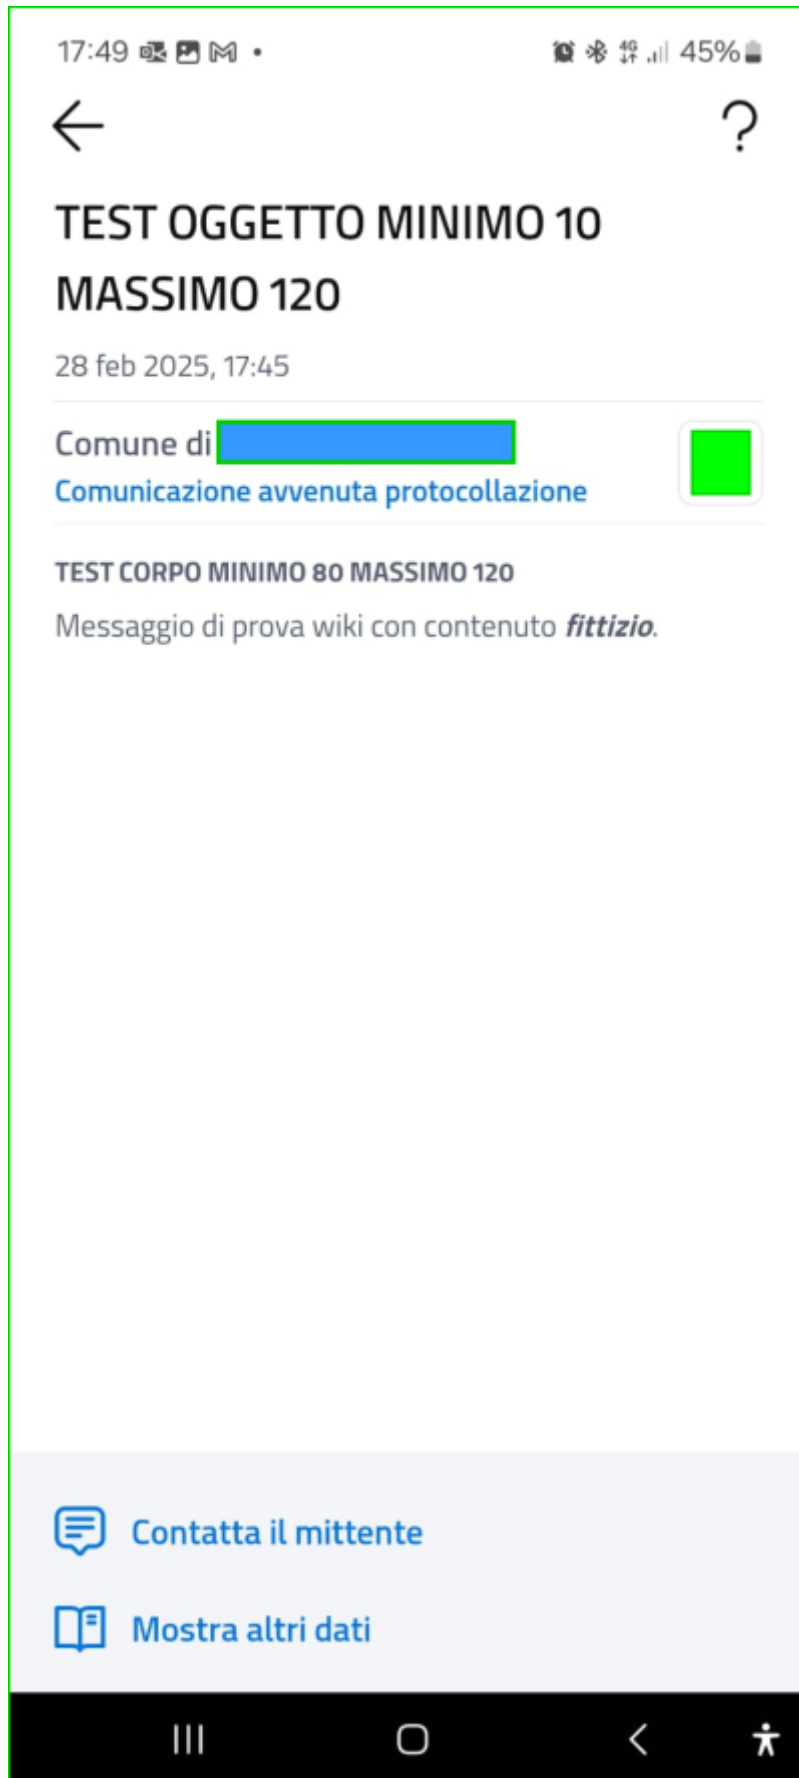 17:49
4G 45%
?
TEST OGGETTO MINIMO 10
MASSIMO 120
28 feb 2025, 17:45
Comune di
Comunicazione avvenuta protocollazione
TEST CORPO MINIMO 80 MASSIMO 120
Messaggio di prova wiki con contenuto fittizio.
Contatta il mittente
Mostra altri dati